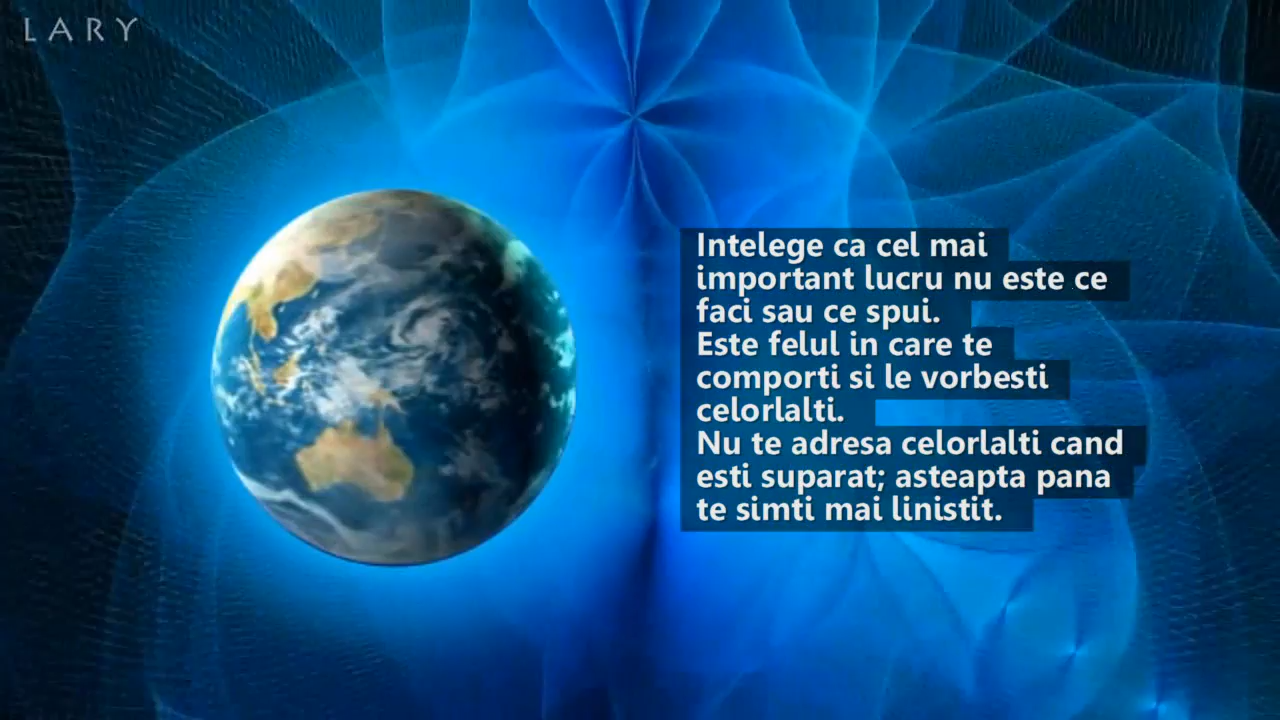 LARY
Intelege ca cel mai
important lucru nu este ce
faci sau ce spui.
Este felul in care te
comporti si le vorbesti
celorlalti.
Nu te adresa celorlalti cand
esti suparat; asteapta pana
te simti mai linistit.